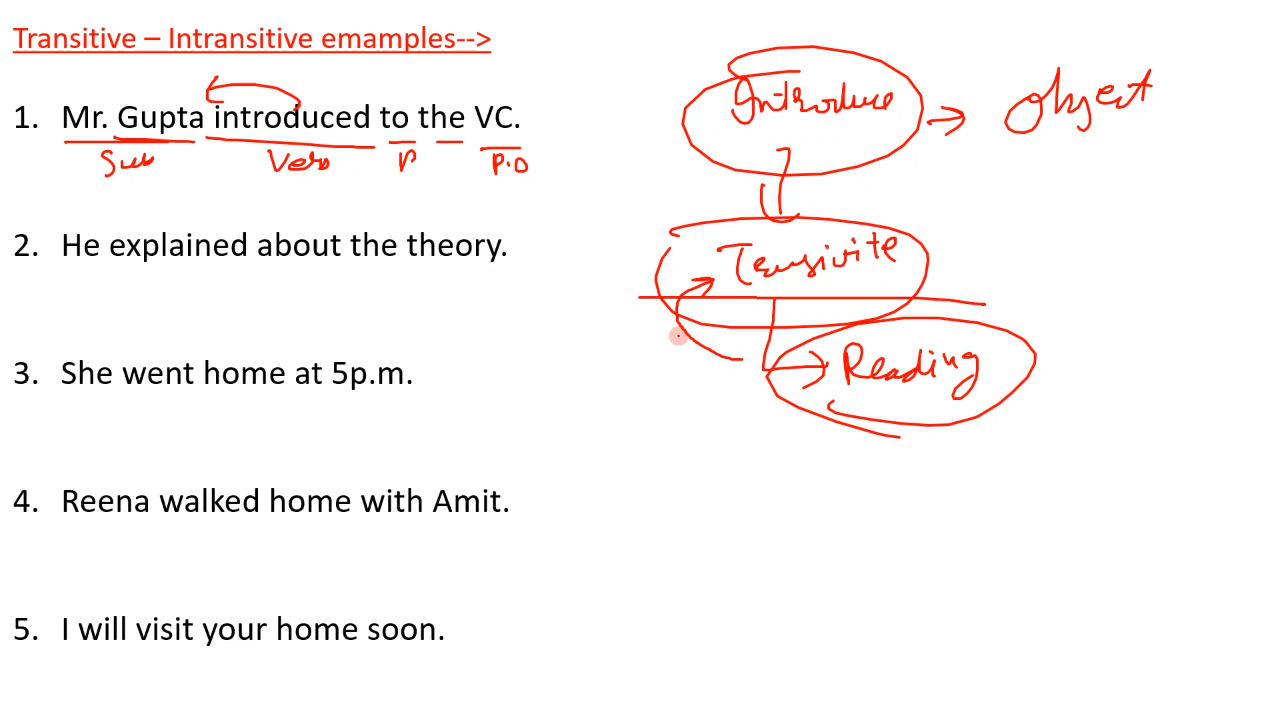 Transitive – Intransitive emamples-->
1. Mr. Gupta introduced to the VC.
Sub Verb P P.O
2. He explained about the theory.
3. She went home at 5p.m.
4. Reena walked home with Amit.
5. I will visit your home soon.
Introduce → object
Transivite
Reading